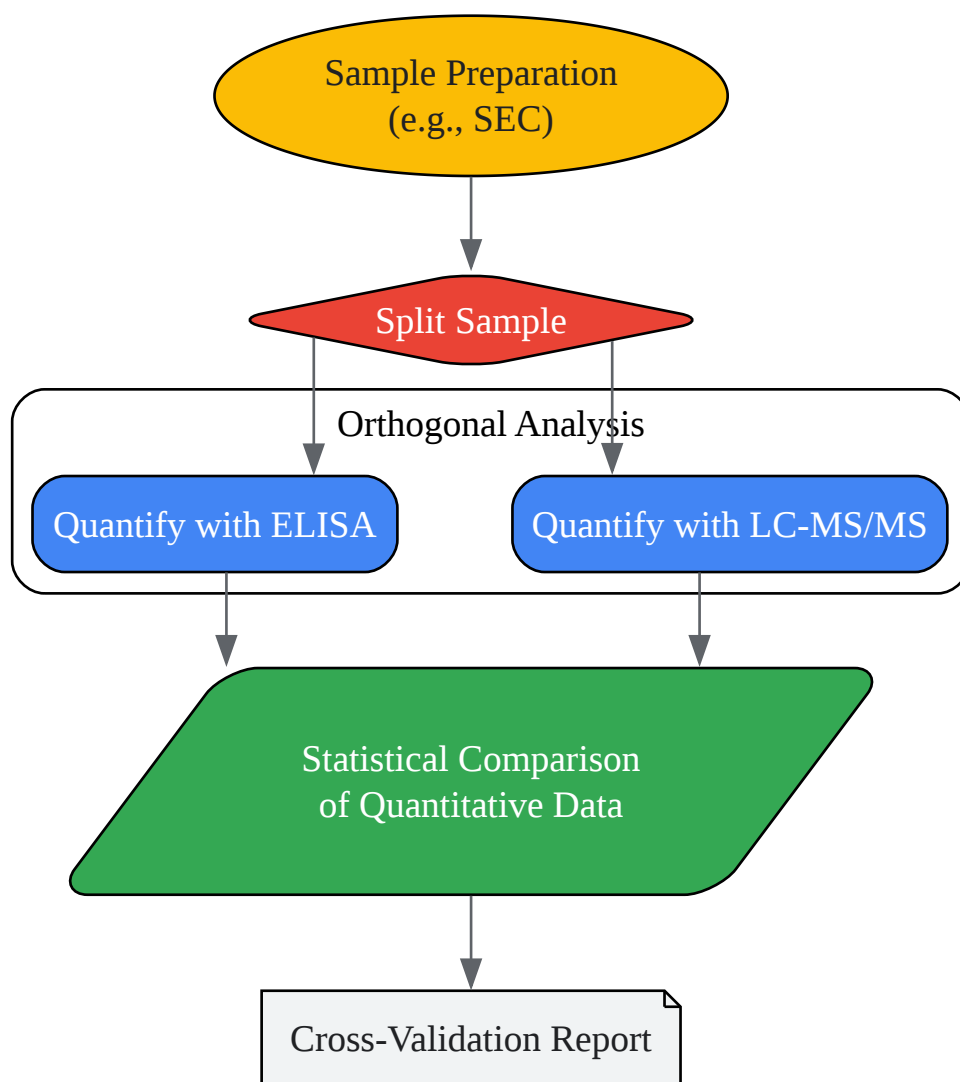 Sample Preparation
(e.g., SEC)
Split Sample
Orthogonal Analysis
Quantify with ELISA
Quantify with LC-MS/MS
Statistical Comparison
of Quantitative Data
Cross-Validation Report